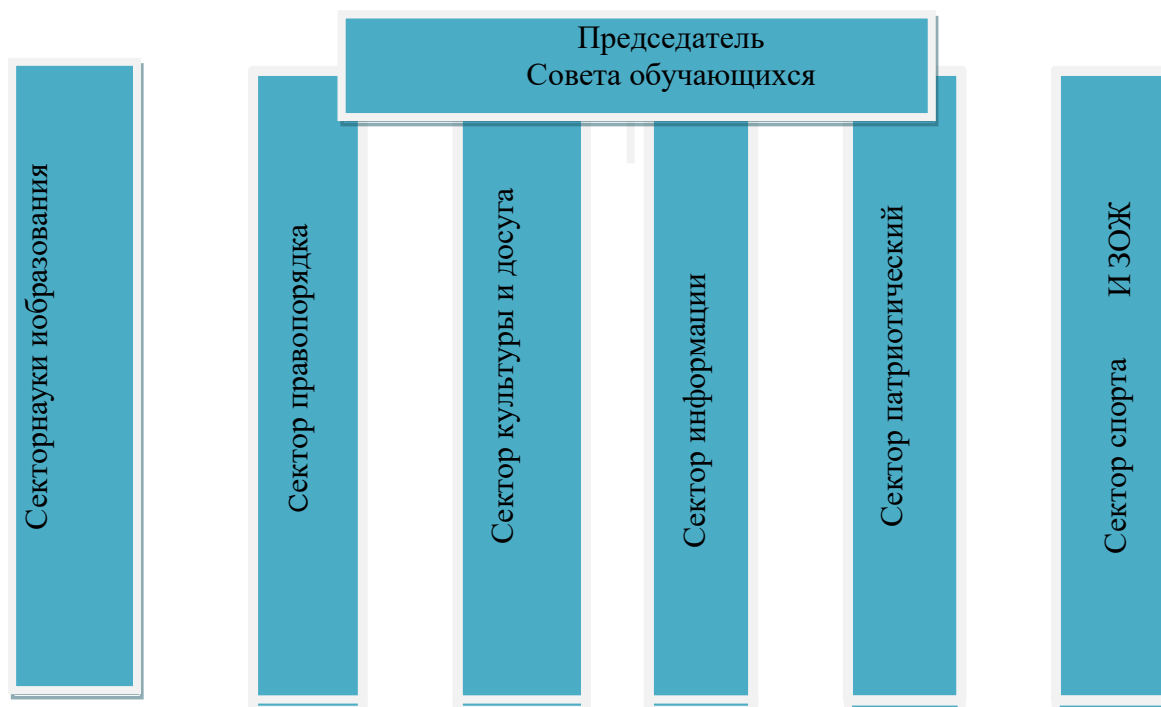 Председатель
Совета обучающихся
Секторнауки иобразования
Сектор правопорядка
Сектор культуры и досуга
Сектор информации
Сектор патриотический
Сектор спорта И ЗОЖ